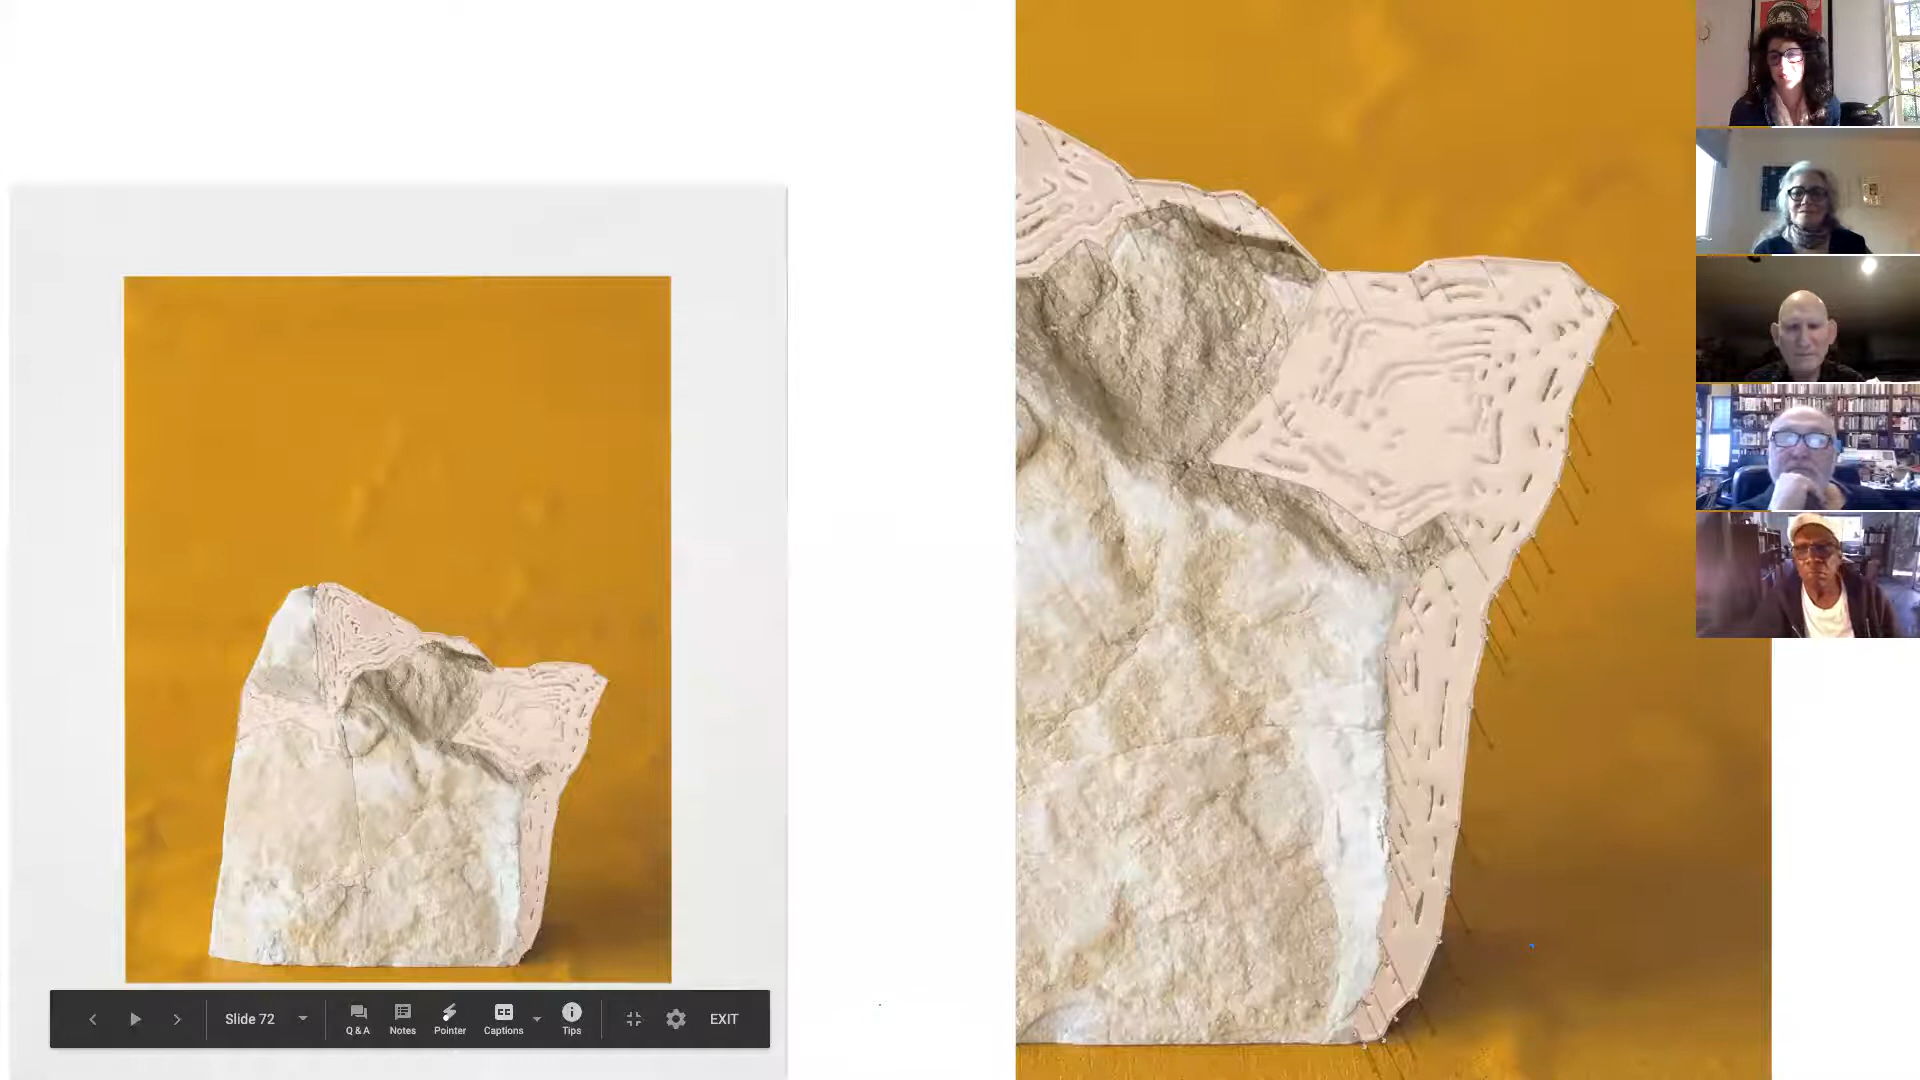 Slide 72
Q & A
Notes
Pointer
Captions
Tips
EXIT